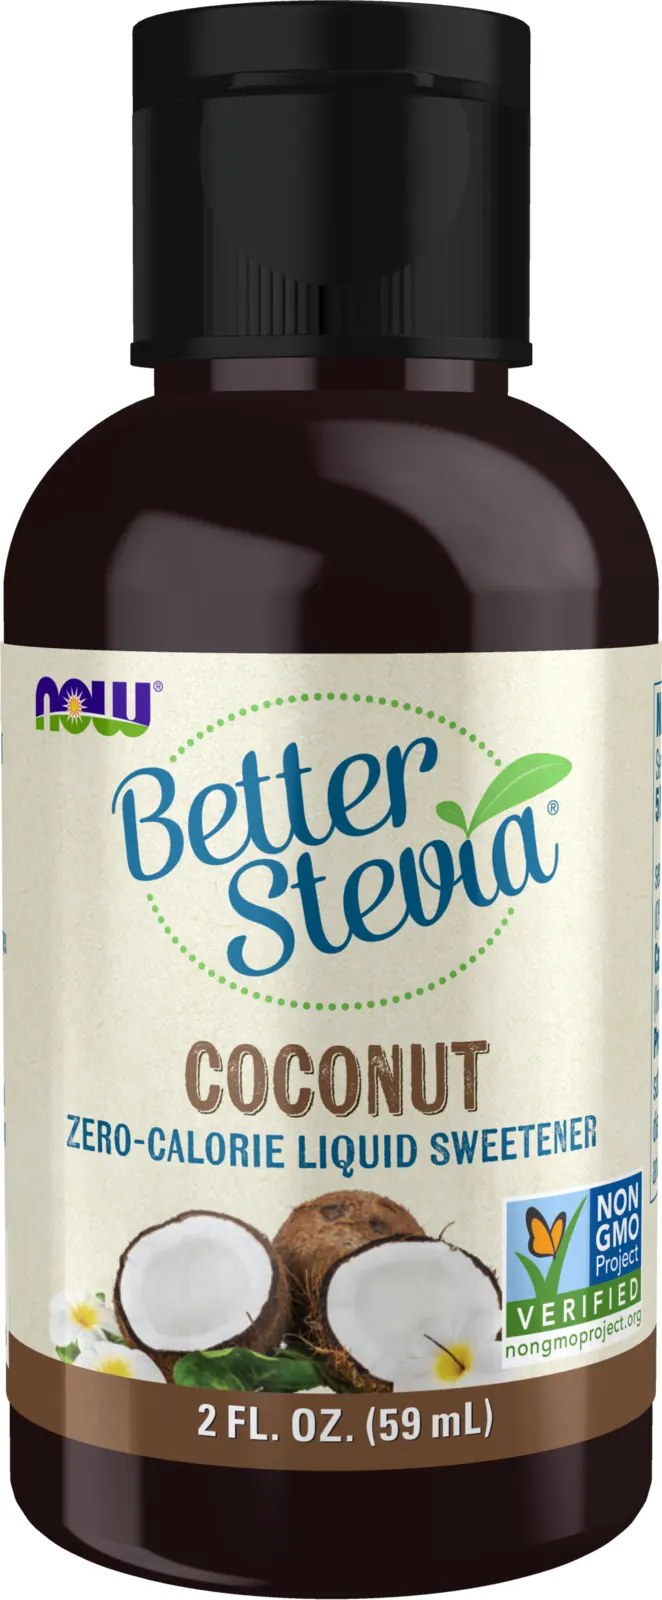 NOW®
Better
Stevia®
COCONUT
ZERO-CALORIE LIQUID SWEETENER
NON
GMO
Project
VERIFIED
nongmoproject.org
2 FL. OZ. (59 mL)